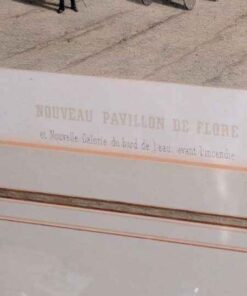 NOUVEAU PAVILLON DE FLORE
et Nouvelle Galerie du bord de l'eau, avant l'incendie